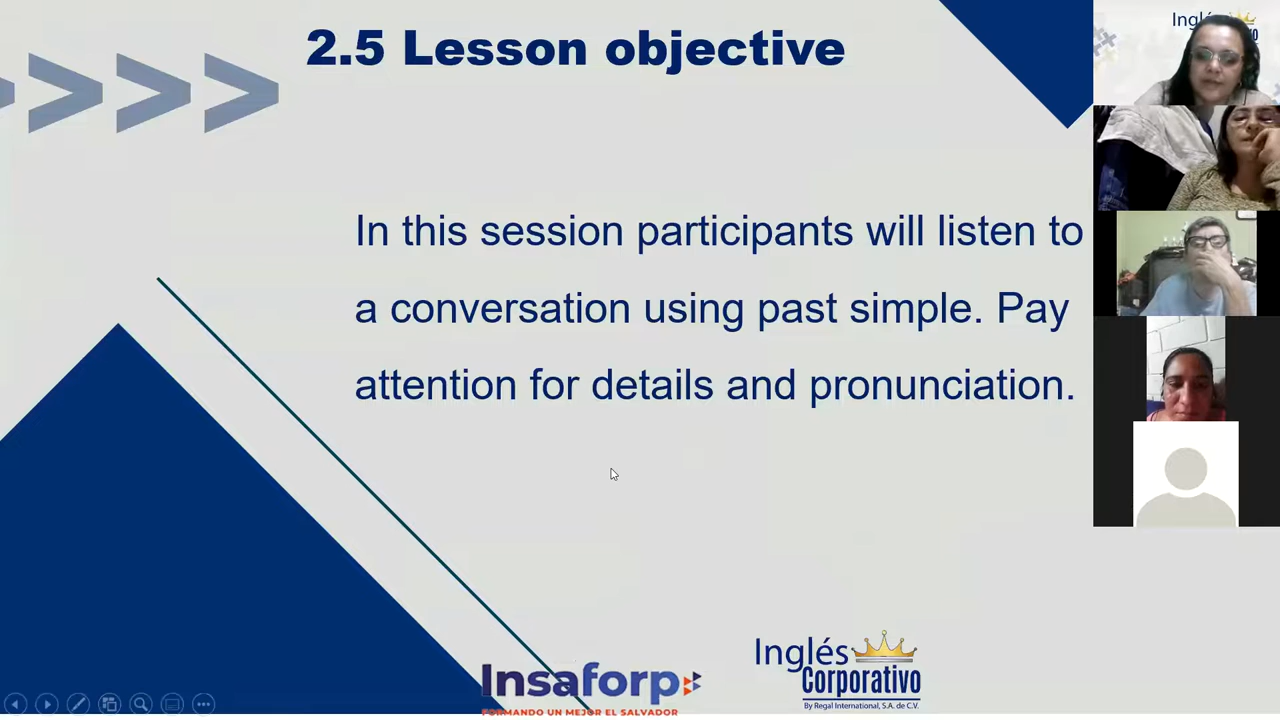 2.5 Lesson objective
In this session participants will listen to
a conversation using past simple. Pay
attention for details and pronunciation.
Insaforp
FORMANDO UN MEJOR EL SALVADOR
Inglés
Corporativo
By Regal International, S.A. de C.V.
Inglés